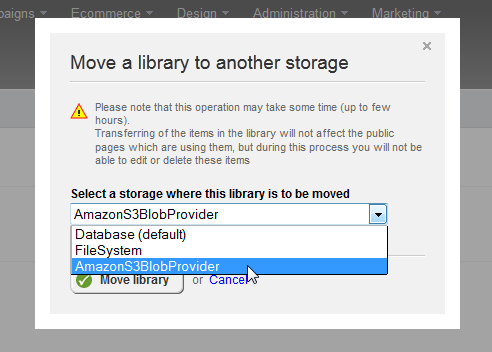 paigns Ecommerce Design Administration Marketing
Move a library to another storage
Please note that this operation may take some time (up to few
hours).
Transferring of the items in the library will not affect the public
pages which are using them, but during this process you will not be
able to edit or delete these items
Select a storage where this library is to be moved
AmazonS3BlobProvider
Database (default)
FileSystem
AmazonS3BlobProvider
Move library or Cancel